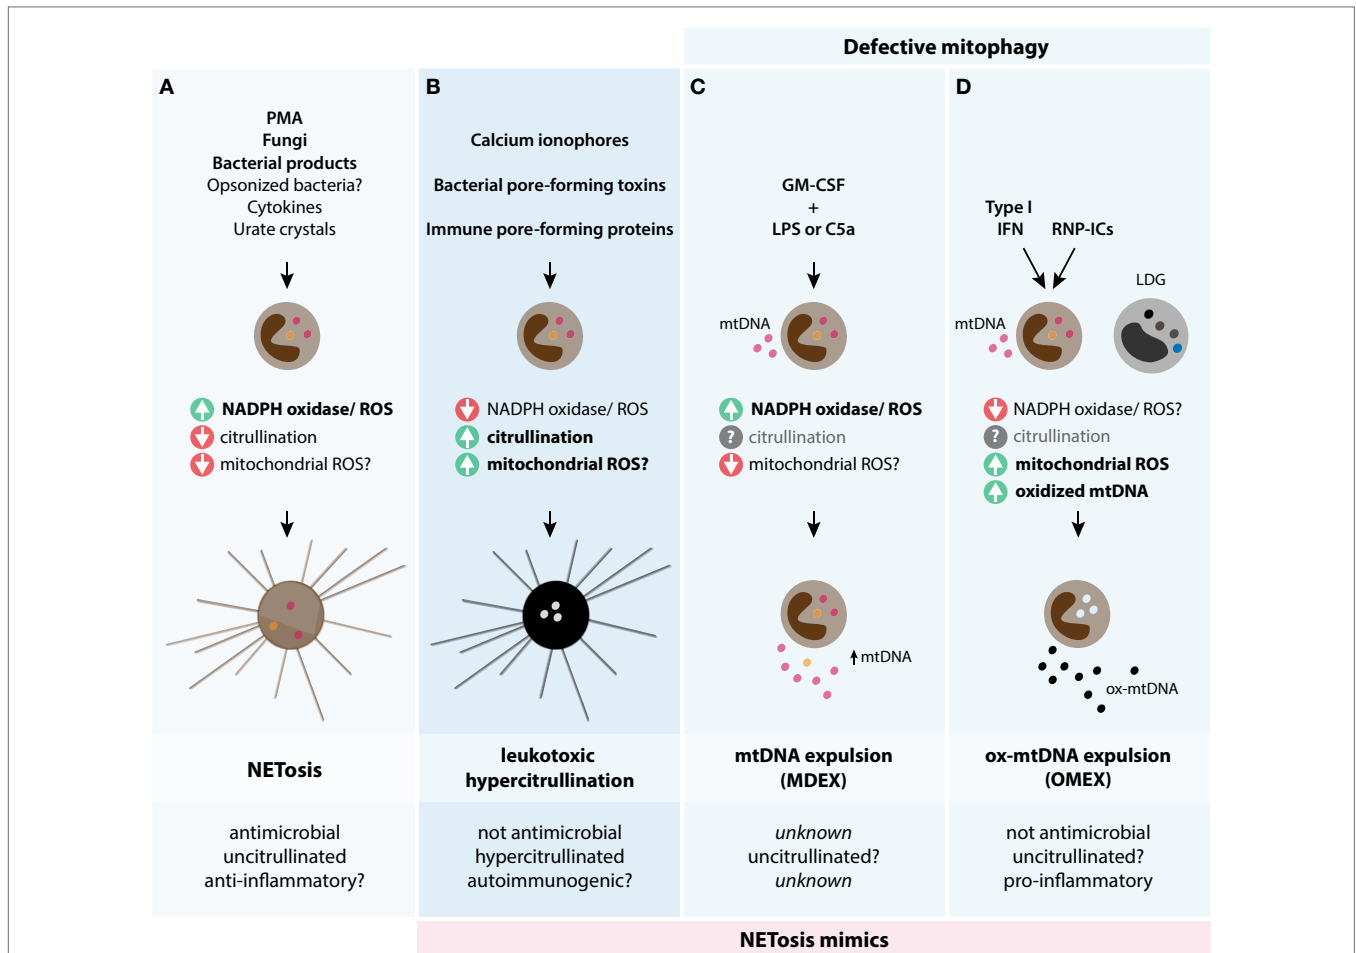 Defective mitophagy
A
PMA
Fungi
Bacterial products
Opsonized bacteria?
Cytokines
Urate crystals
NADPH oxidase/ ROS
citrullination
mitochondrial ROS?
NETosis
antimicrobial
uncitrullinated
anti-inflammatory?
B
Calcium ionophores
Bacterial pore-forming toxins
Immune pore-forming proteins
NADPH oxidase/ ROS
citrullination
mitochondrial ROS?
leukotoxic
hypercitrullination
not antimicrobial
hypercitrullinated
autoimmunogenic?
C
GM-CSF
+
LPS or C5a
mtDNA
NADPH oxidase/ ROS
? citrullination
mitochondrial ROS?
mtDNA
mtDNA expulsion
(MDEX)
unknown
uncitrullinated?
unknown
D
Type I
IFN
RNP-ICs
LDG
mtDNA
NADPH oxidase/ ROS?
? citrullination
mitochondrial ROS
oxidized mtDNA
ox-mtDNA
ox-mtDNA expulsion
(OMEX)
not antimicrobial
uncitrullinated?
pro-inflammatory
NETosis mimics